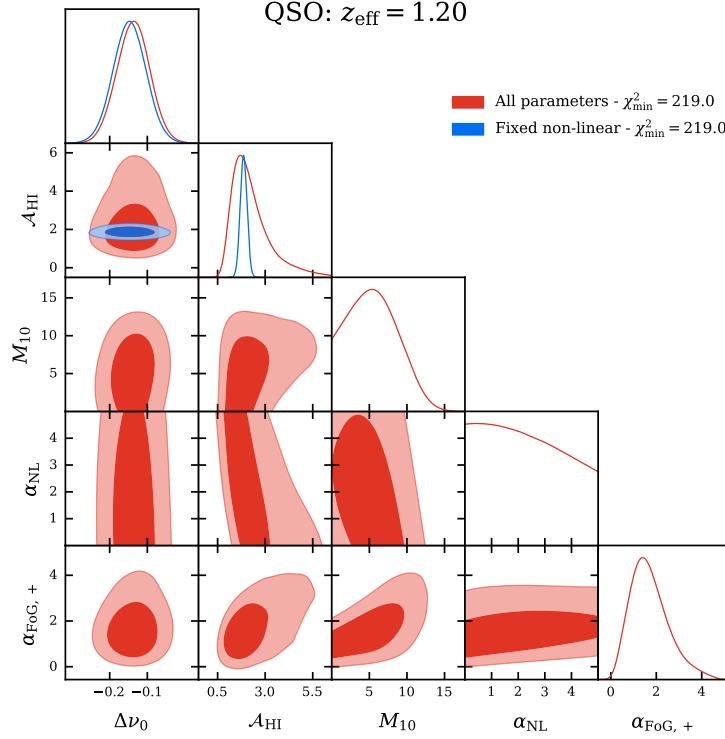 QSO: z_eff = 1.20
All parameters - χ²_min = 219.0
Fixed non-linear - χ²_min = 219.0
6
4
2
0
A_HI
15
10
5
M_10
4
3
2
1
α_NL
4
2
0
α_FoG, +
−0.2 −0.1 0.5 3.0 5.5 5 10 15 1 2 3 4 0 2 4
Δν_0 A_HI M_10 α_NL α_FoG, +